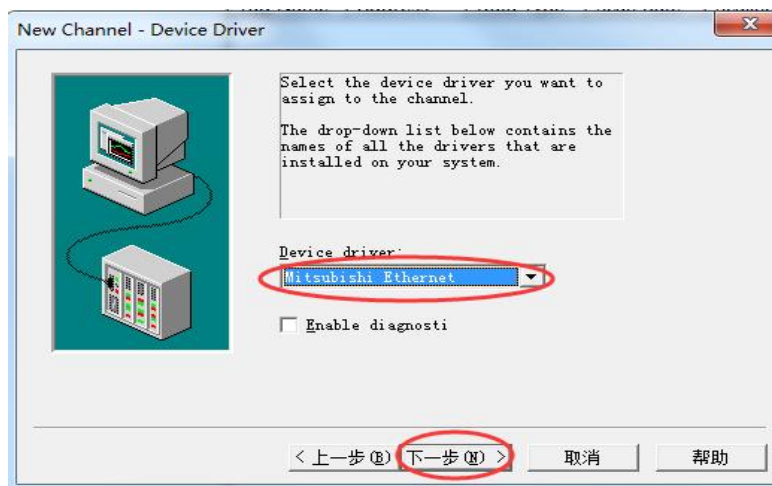 New Channel - Device Driver
Select the device driver you want to
assign to the channel.
The drop-down list below contains the
names of all the drivers that are
installed on your system.
Device driver:
Mitsubishi Ethernet
Enable diagnosti
< 上一步(B) 下一步(N) > 取消 帮助